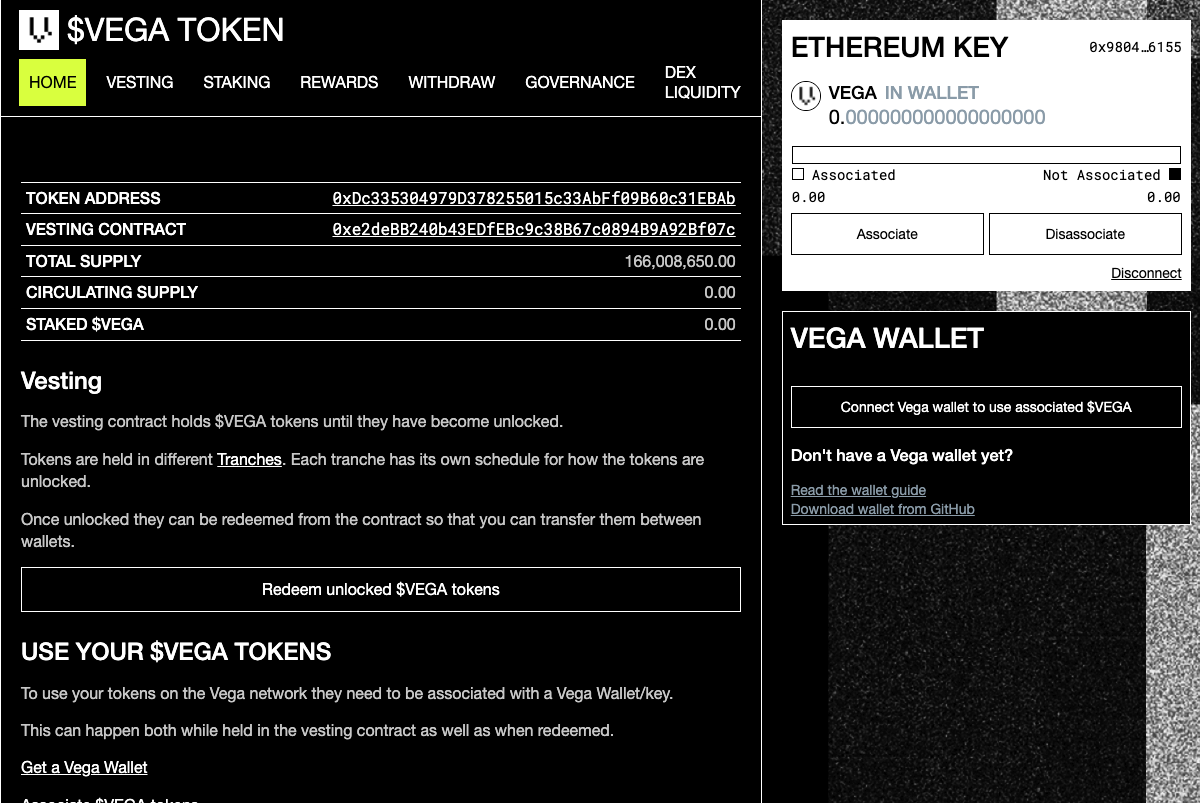 $VEGA TOKEN
HOME VESTING STAKING REWARDS WITHDRAW GOVERNANCE DEX LIQUIDITY
TOKEN ADDRESS 0xDc335304979D378255015c33AbFf09B60c31EBAb
VESTING CONTRACT 0xe2deBB240b43EDfEBc9c38B67c0894B9A92Bf07c
TOTAL SUPPLY 166,008,650.00
CIRCULATING SUPPLY 0.00
STAKED $VEGA 0.00
Vesting
The vesting contract holds $VEGA tokens until they have become unlocked.
Tokens are held in different Tranches. Each tranche has its own schedule for how the tokens are
unlocked.
Once unlocked they can be redeemed from the contract so that you can transfer them between
wallets.
Redeem unlocked $VEGA tokens
USE YOUR $VEGA TOKENS
To use your tokens on the Vega network they need to be associated with a Vega Wallet/key.
This can happen both while held in the vesting contract as well as when redeemed.
Get a Vega Wallet
Associate $VEGA tokens
ETHEREUM KEY 0x9804…6155
VEGA IN WALLET
0.000000000000000000
Associated Not Associated
0.00 0.00
Associate Disassociate
Disconnect
VEGA WALLET
Connect Vega wallet to use associated $VEGA
Don't have a Vega wallet yet?
Read the wallet guide
Download wallet from GitHub